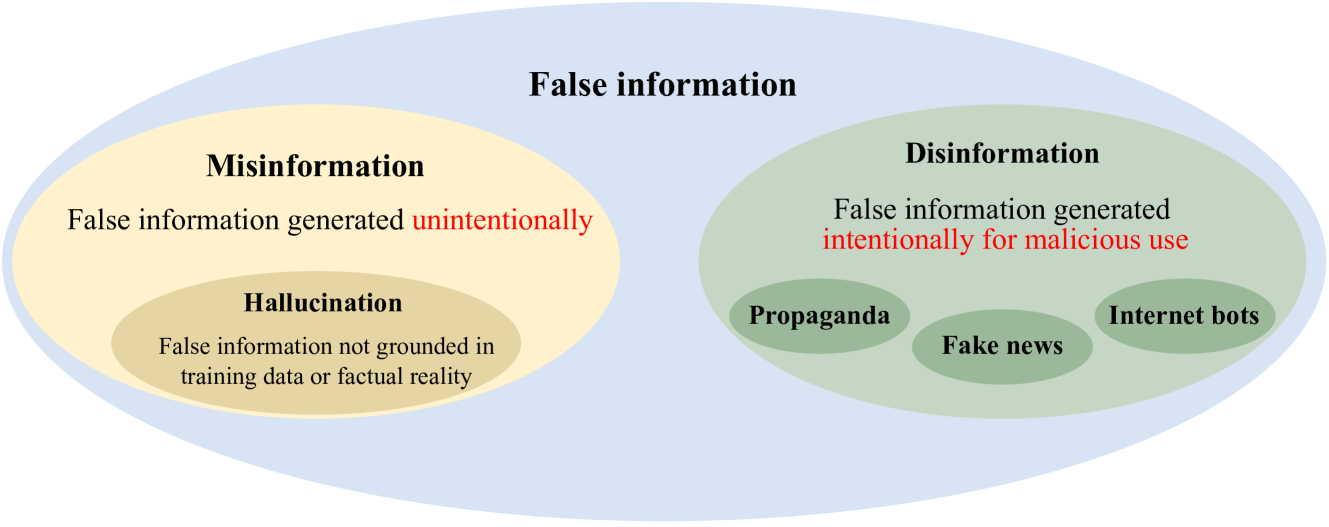 False information
Misinformation
False information generated unintentionally
Hallucination
False information not grounded in
training data or factual reality
Disinformation
False information generated
intentionally for malicious use
Propaganda
Fake news
Internet bots